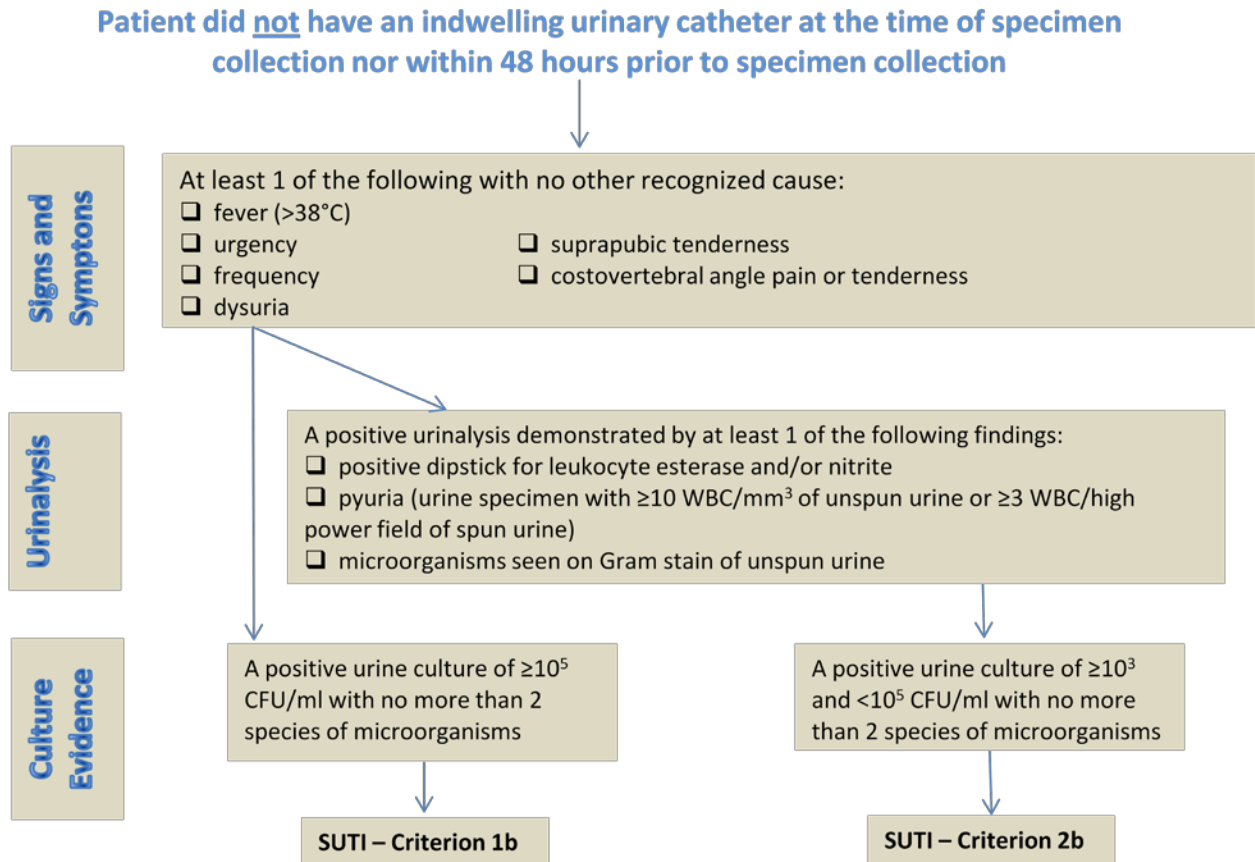 Patient did not have an indwelling urinary catheter at the time of specimen
collection nor within 48 hours prior to specimen collection
Signs and
Symptons
At least 1 of the following with no other recognized cause:
❑ fever (>38°C)
❑ urgency
❑ suprapubic tenderness
❑ frequency
❑ costovertebral angle pain or tenderness
❑ dysuria
Urinalysis
A positive urinalysis demonstrated by at least 1 of the following findings:
❑ positive dipstick for leukocyte esterase and/or nitrite
❑ pyuria (urine specimen with ≥10 WBC/mm³ of unspun urine or ≥3 WBC/high
power field of spun urine)
❑ microorganisms seen on Gram stain of unspun urine
Culture
Evidence
A positive urine culture of ≥10⁵
CFU/ml with no more than 2
species of microorganisms
A positive urine culture of ≥10³
and <10⁵ CFU/ml with no more
than 2 species of microorganisms
SUTI – Criterion 1b
SUTI – Criterion 2b